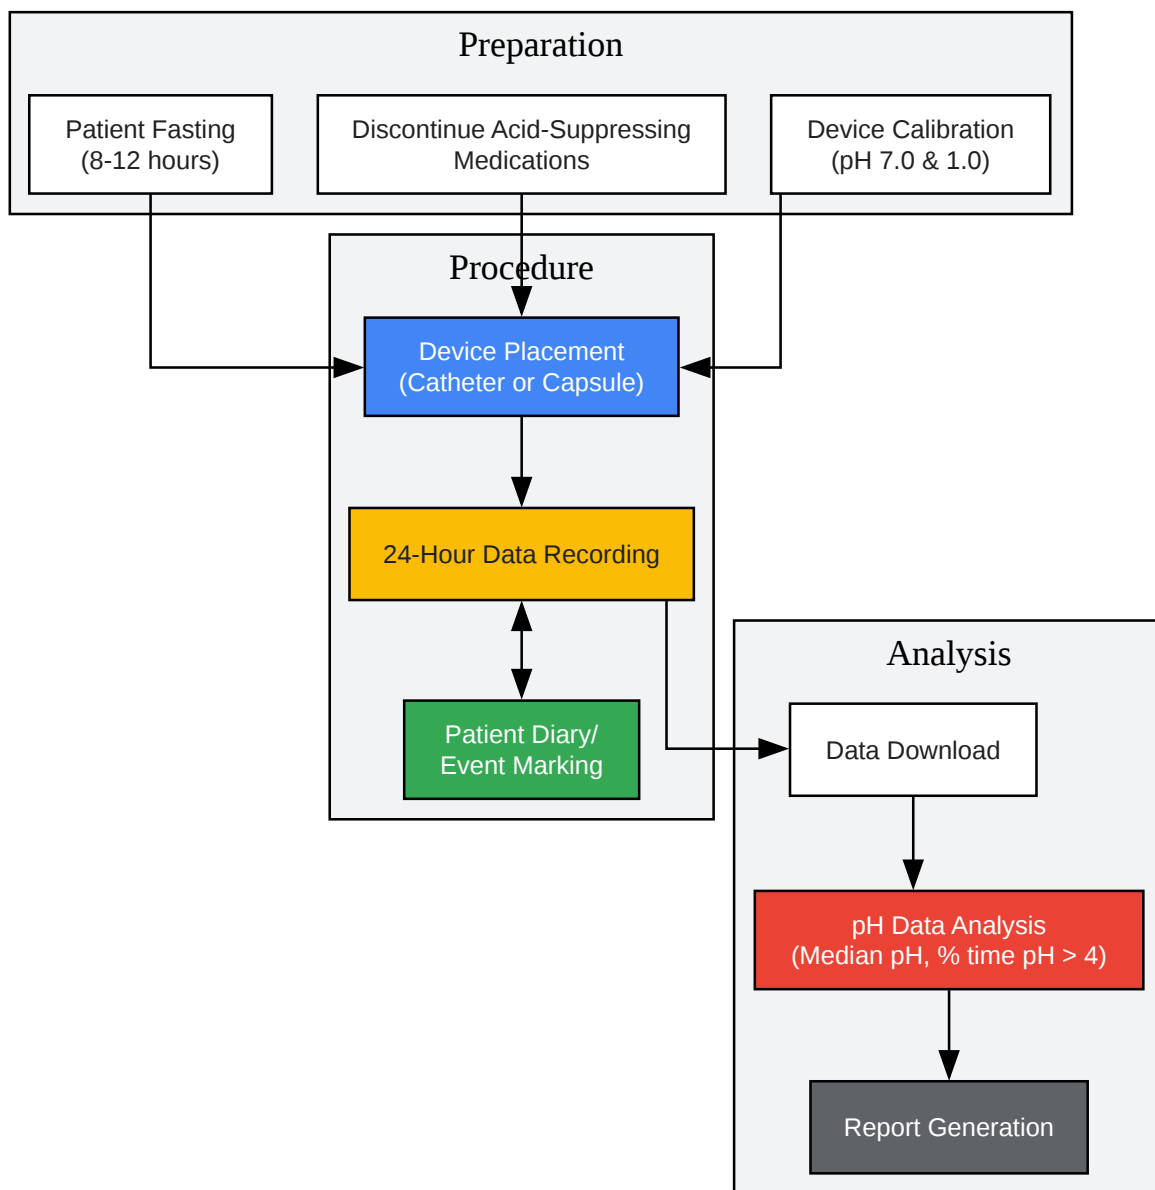 Preparation
Patient Fasting
(8-12 hours)
Discontinue Acid-Suppressing
Medications
Device Calibration
(pH 7.0 & 1.0)
Procedure
Device Placement
(Catheter or Capsule)
24-Hour Data Recording
Patient Diary/
Event Marking
Analysis
Data Download
pH Data Analysis
(Median pH, % time pH > 4)
Report Generation